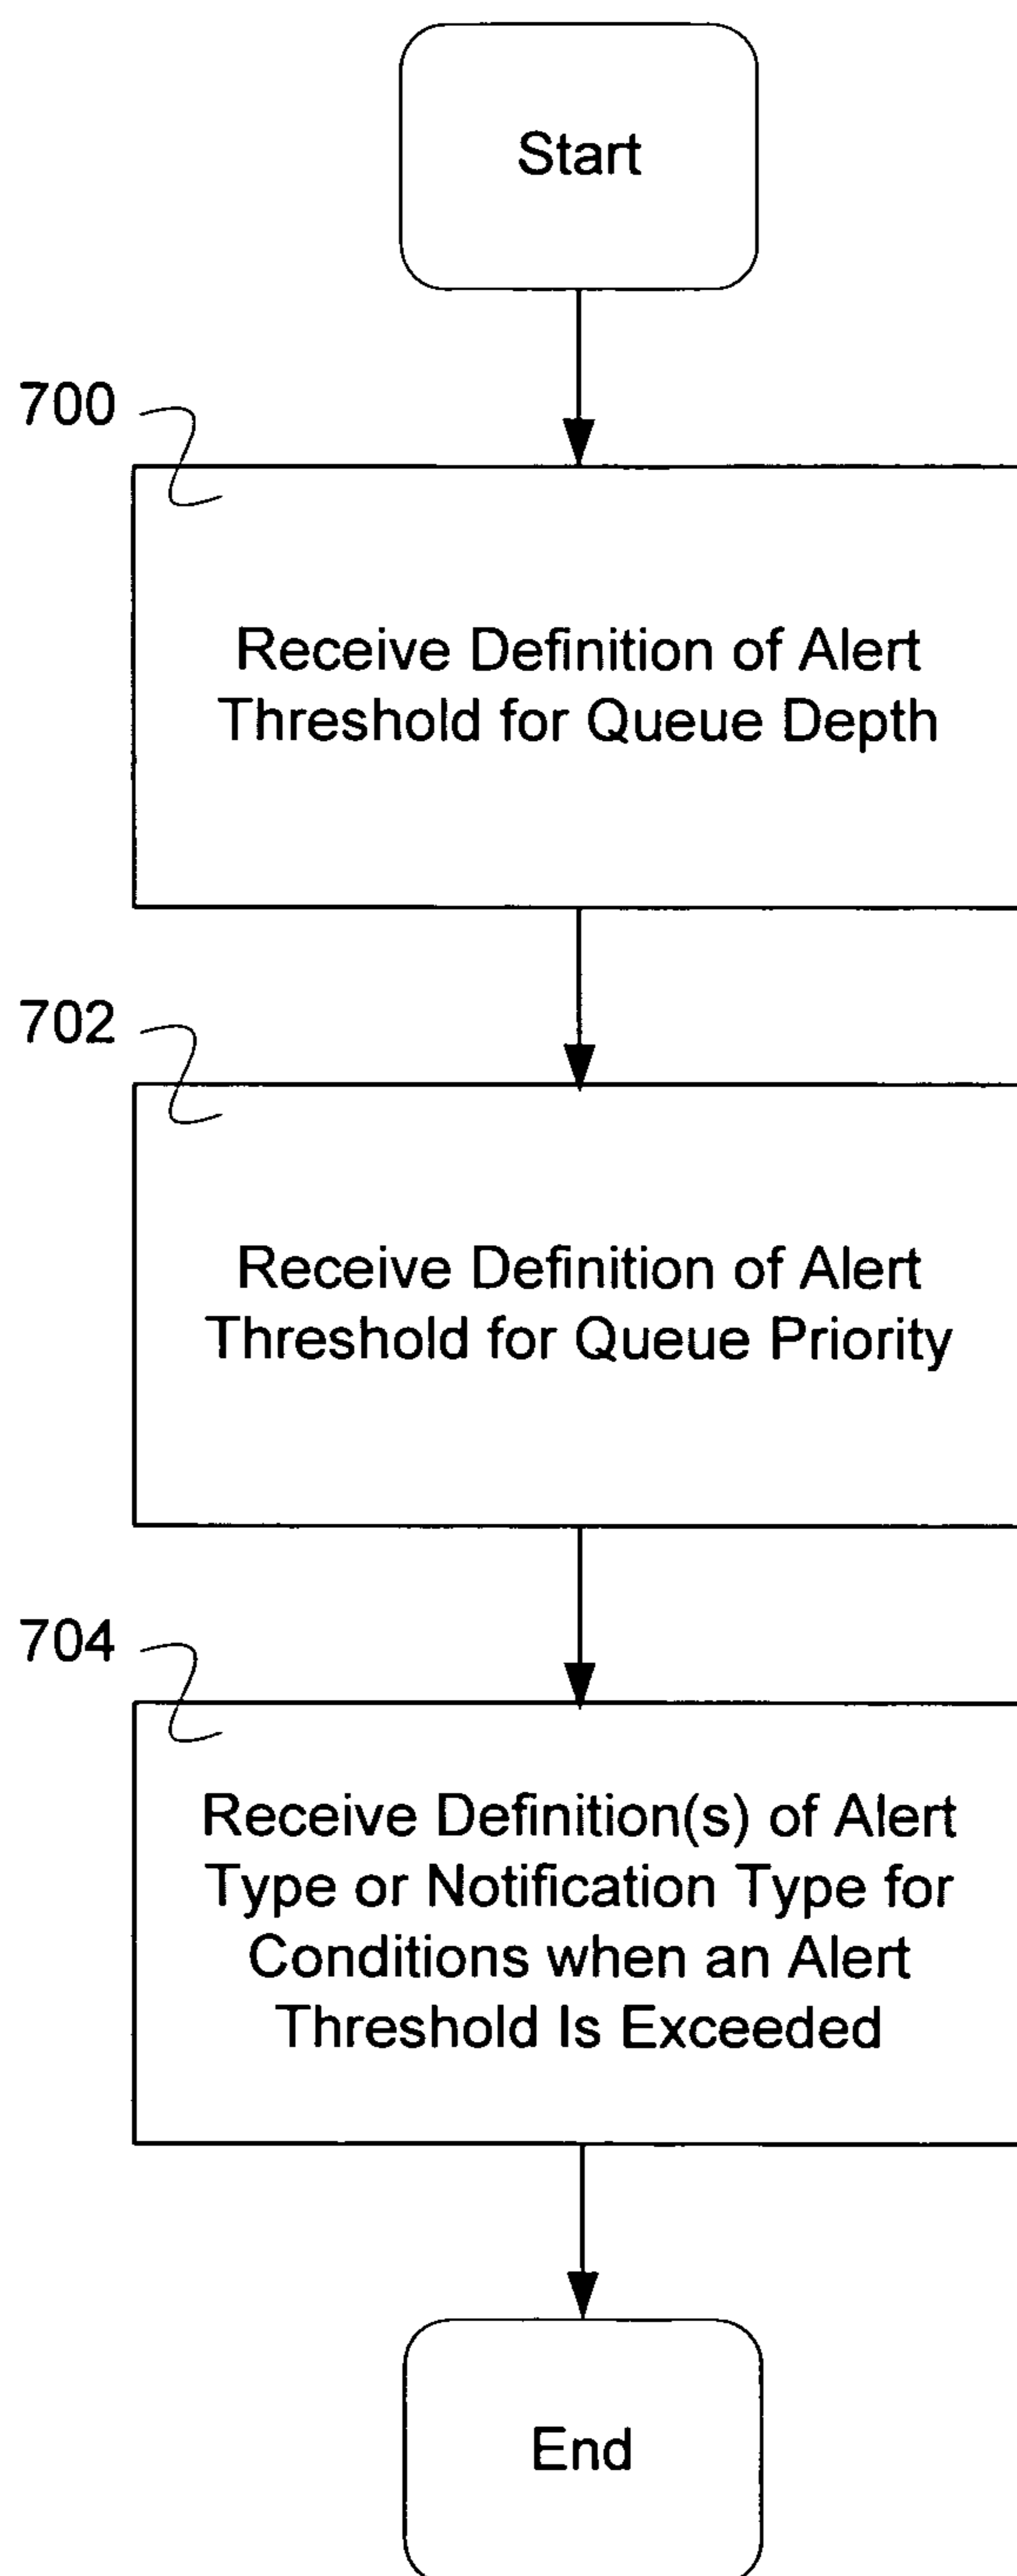 Start
700
Receive Definition of Alert
Threshold for Queue Depth
702
Receive Definition of Alert
Threshold for Queue Priority
704
Receive Definition(s) of Alert
Type or Notification Type for
Conditions when an Alert
Threshold Is Exceeded
End